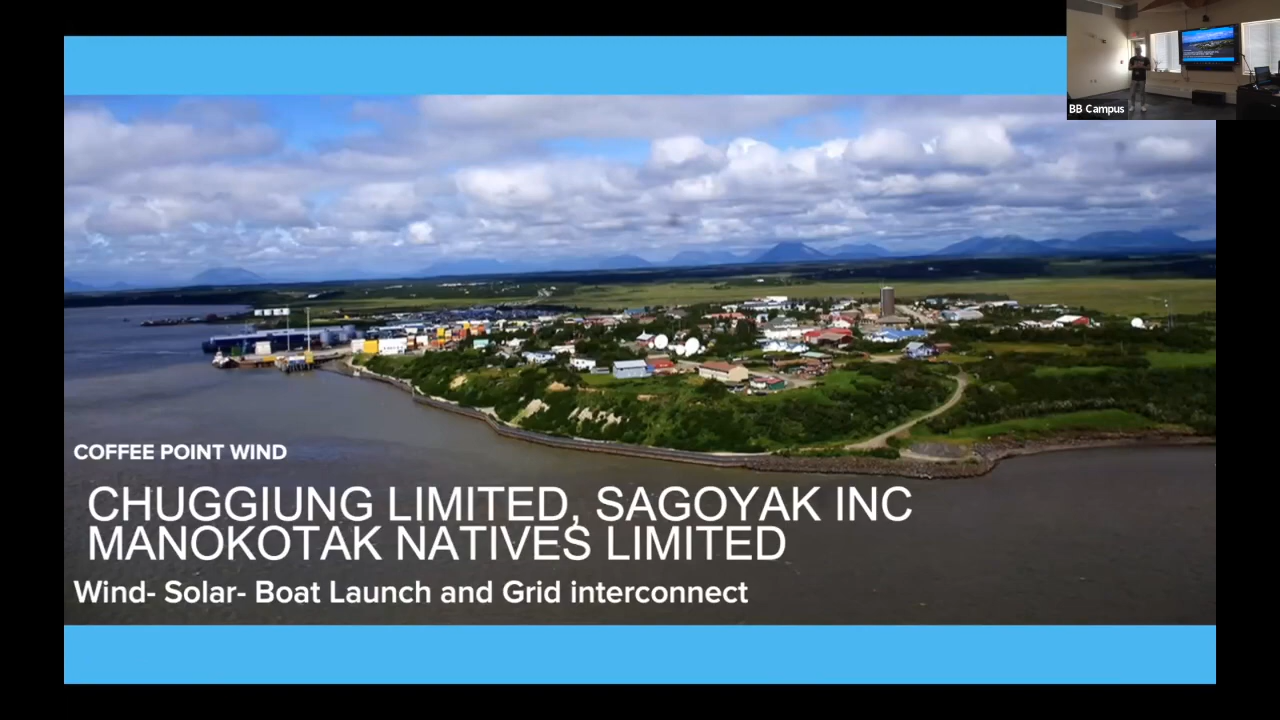 BB Campus
COFFEE POINT WIND
CHUGGIUNG LIMITED, SAGOYAK INC
MANOKOTAK NATIVES LIMITED
Wind- Solar- Boat Launch and Grid interconnect